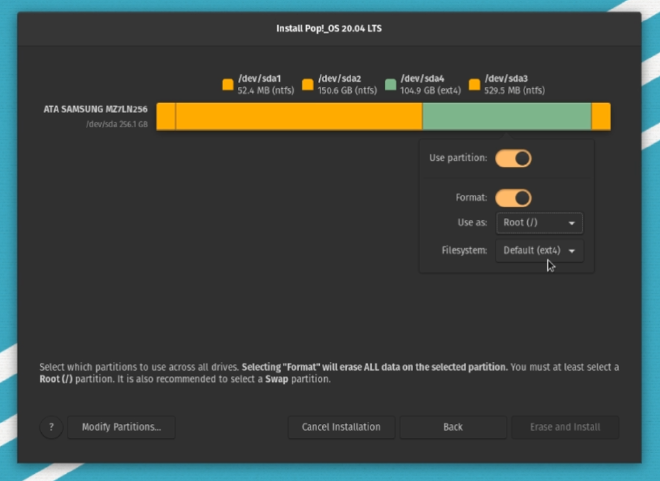 Install Pop!_OS 20.04 LTS
/dev/sda1
52.4 MB (ntfs)
/dev/sda2
150.6 GB (ntfs)
/dev/sda4
104.9 GB (ext4)
/dev/sda3
529.5 MB (ntfs)
ATA SAMSUNG MZ7LN256
/dev/sda 256.1 GB
Use partition:
Format:
Use as: Root (/)
Filesystem: Default (ext4)
Select which partitions to use across all drives. Selecting "Format" will erase ALL data on the selected partition. You must at least select a
Root (/) partition. It is also recommended to select a Swap partition.
? Modify Partitions... Cancel Installation Back Erase and Install